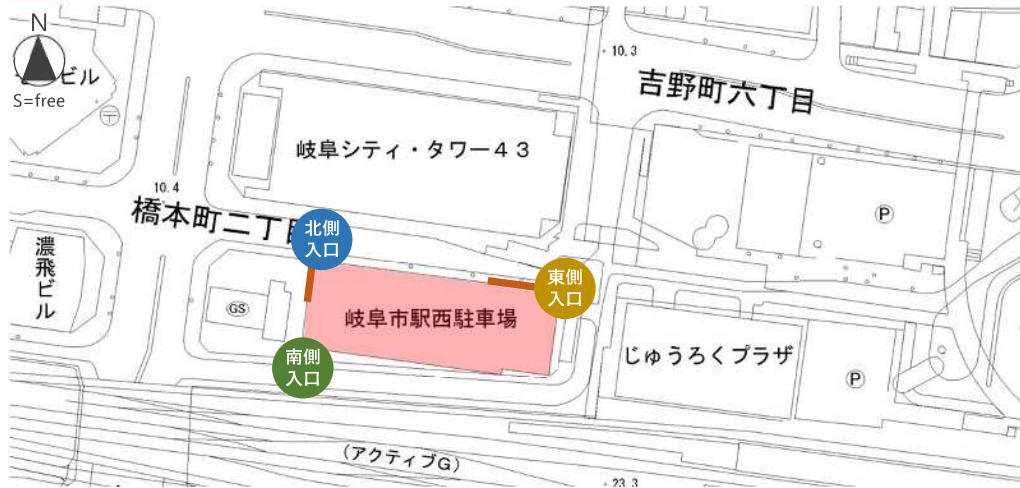 N
S=free
ビル
10.3
吉野町六丁目
岐阜シティ・タワー43
10.4
橋本町二丁目
P
北側
入口
濃飛ビル
東側
入口
GS
岐阜市駅西駐車場
南側
入口
じゅうろくプラザ
P
(アクティブG)
23.3